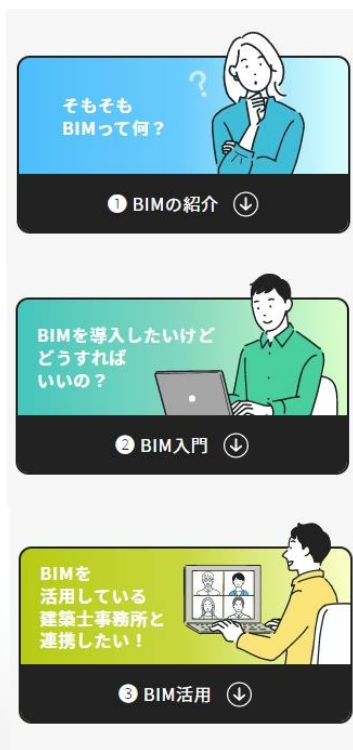 そもそも
BIMって何？
?
1 BIMの紹介
BIMを導入したいけど
どうすれば
いいの？
2 BIM入門
BIMを
活用している
建築士事務所と
連携したい！
3 BIM活用